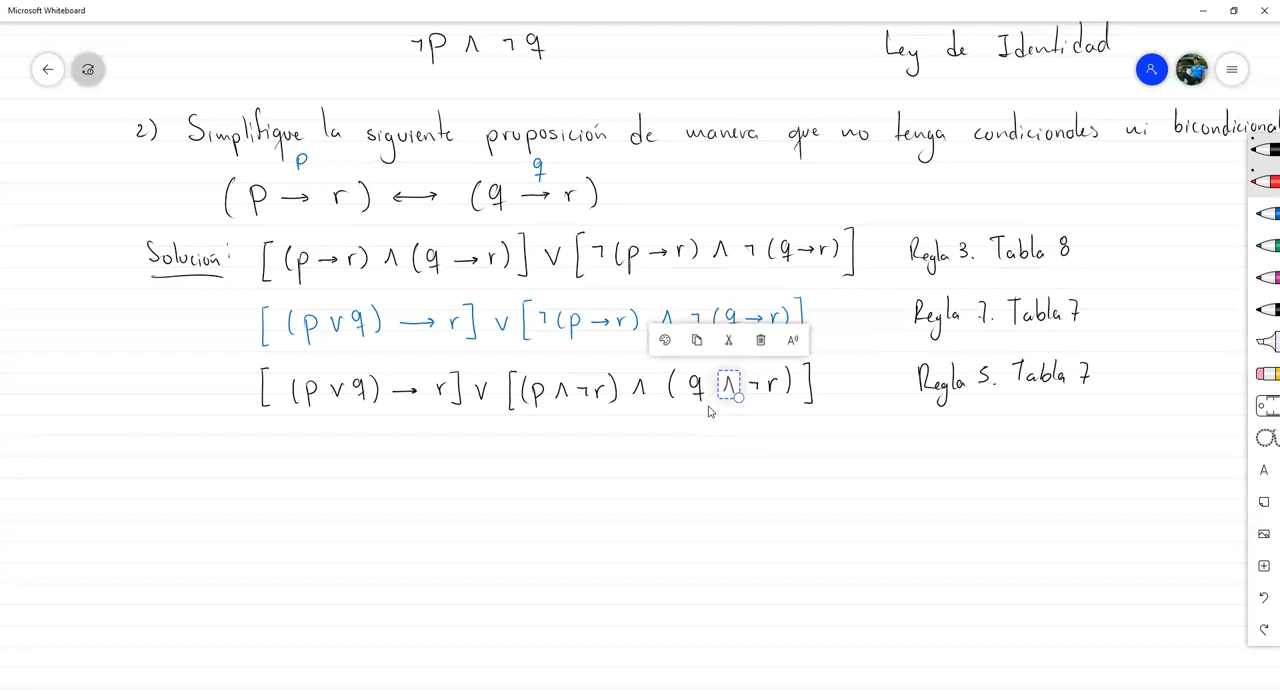 Microsoft Whiteboard
¬p ∧ ¬q Ley de Identidad
2) Simplifique la siguiente proposición de manera que no tenga condicionales ni bicondicional
p q
(p → r) ↔ (q → r)
Solución: [(p → r) ∧ (q → r)] ∨ [¬(p → r) ∧ ¬(q → r)] Regla 3. Tabla 8
[(p ∨ q) → r] ∨ [¬(p → r) ∧ ¬(q → r)] Regla 7. Tabla 7
[(p ∨ q) → r] ∨ [(p ∧ ¬r) ∧ (q ∧ ¬r)] Regla 5. Tabla 7